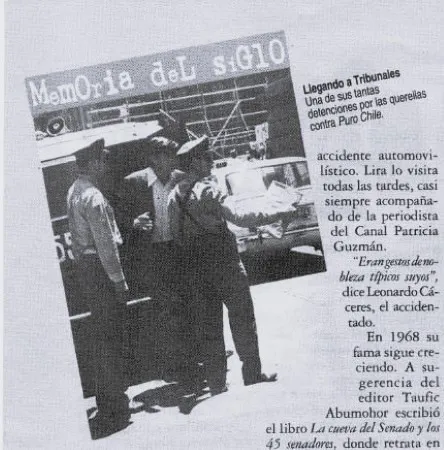 MemOria deL siGlO
Llegando a Tribunales
Una de sus tantas
detenciones por las querellas
contra Puro Chile.
accidente automovi-
lístico. Lira lo visita
todas las tardes, casi
siempre acompaña-
do de la periodista
del Canal Patricia
Guzmán.
"Eran gestos de no-
bleza típicos suyos",
dice Leonardo Cá-
ceres, el acciden-
tado.
En 1968 su
fama sigue cre-
ciendo. A su-
gerencia del
editor Taufic
Abumohor escribió
el libro La cueva del Senado y los
45 senadores, donde retrata en